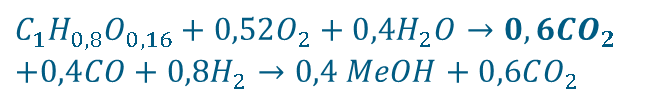 C₁H₀,₈O₀,₁₆ + 0,52O₂ + 0,4H₂O → 0,6CO₂
+0,4CO + 0,8H₂ → 0,4 MeOH + 0,6CO₂